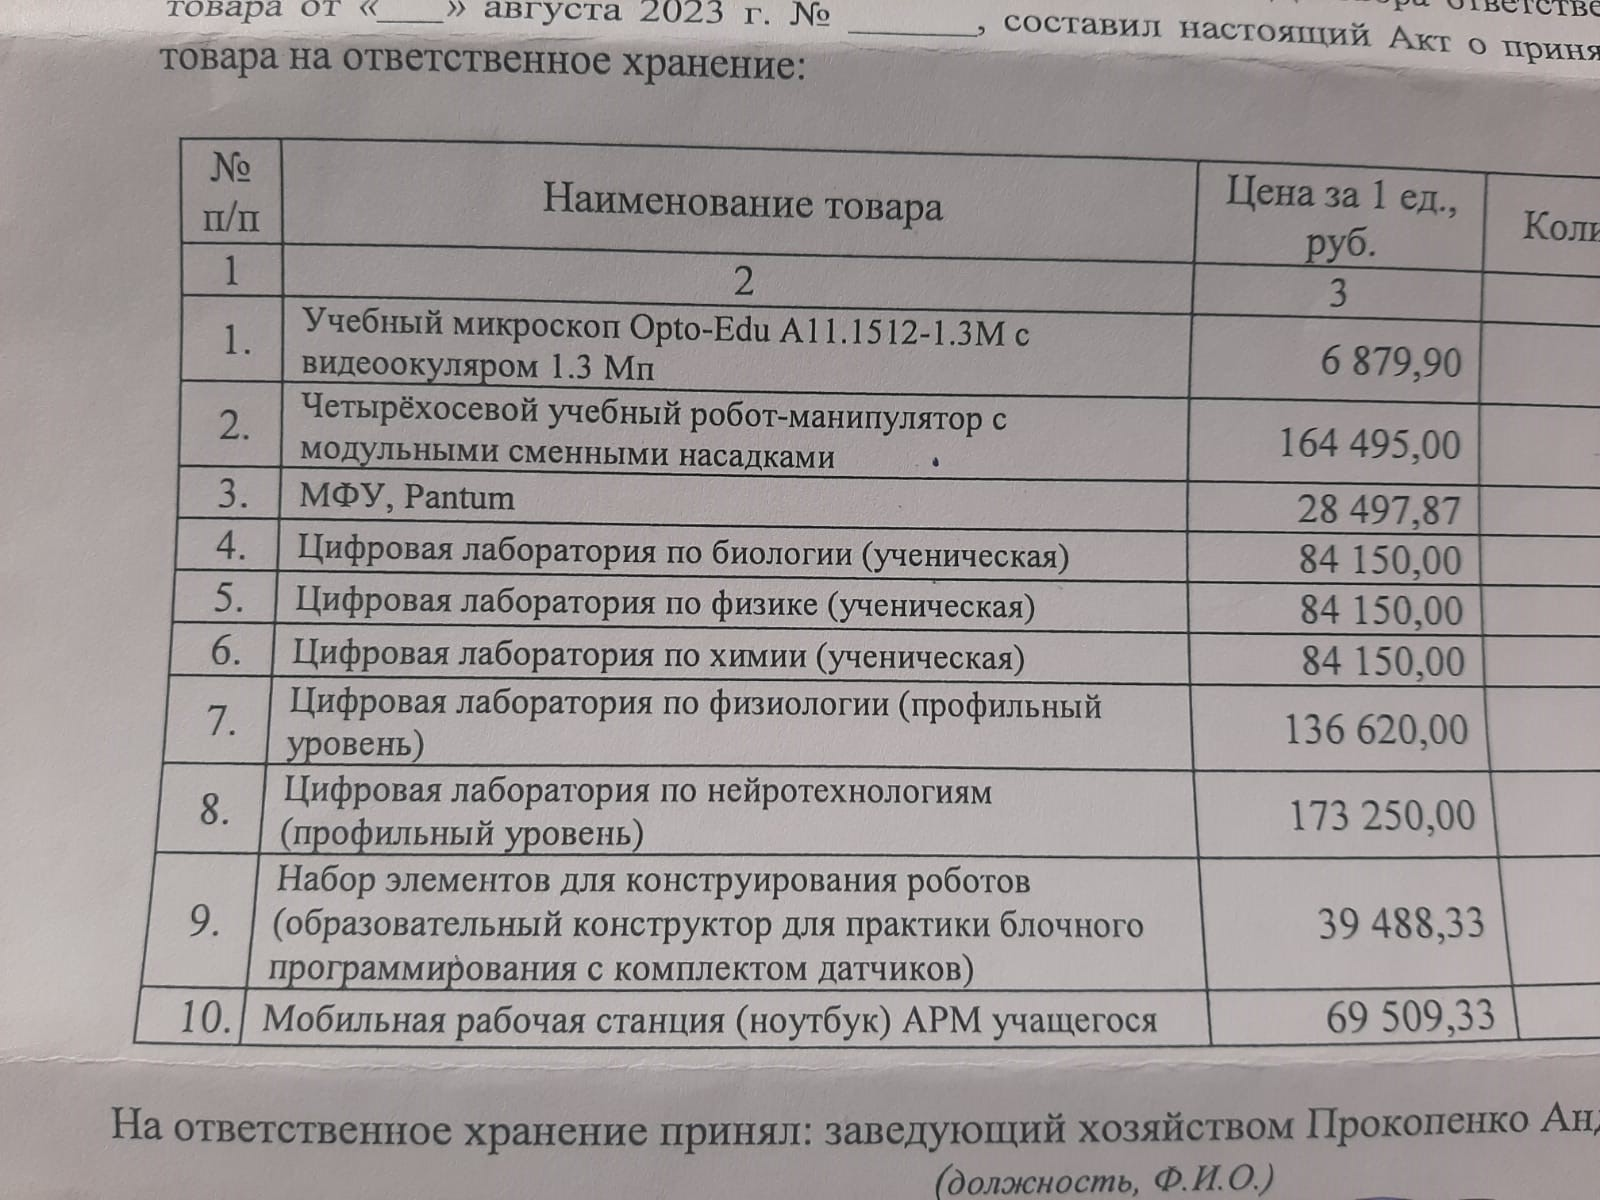 товара от «____» августа 2023 г. № ________, составил настоящий Акт о приня
товара на ответственное хранение:
№ п/п
Наименование товара
Цена за 1 ед., руб.
1
2
3
1.
Учебный микроскоп Opto-Edu A11.1512-1.3M с
видеоокуляром 1.3 Мп
6 879,90
2.
Четырёхосевой учебный робот-манипулятор с
модульными сменными насадками
164 495,00
3.
МФУ, Pantum
28 497,87
4.
Цифровая лаборатория по биологии (ученическая)
84 150,00
5.
Цифровая лаборатория по физике (ученическая)
84 150,00
6.
Цифровая лаборатория по химии (ученическая)
84 150,00
7.
Цифровая лаборатория по физиологии (профильный
уровень)
136 620,00
8.
Цифровая лаборатория по нейротехнологиям
(профильный уровень)
173 250,00
9.
Набор элементов для конструирования роботов
(образовательный конструктор для практики блочного
программирования с комплектом датчиков)
39 488,33
10.
Мобильная рабочая станция (ноутбук) АРМ учащегося
69 509,33
На ответственное хранение принял: заведующий хозяйством Прокопенко Анд
(должность, Ф.И.О.)